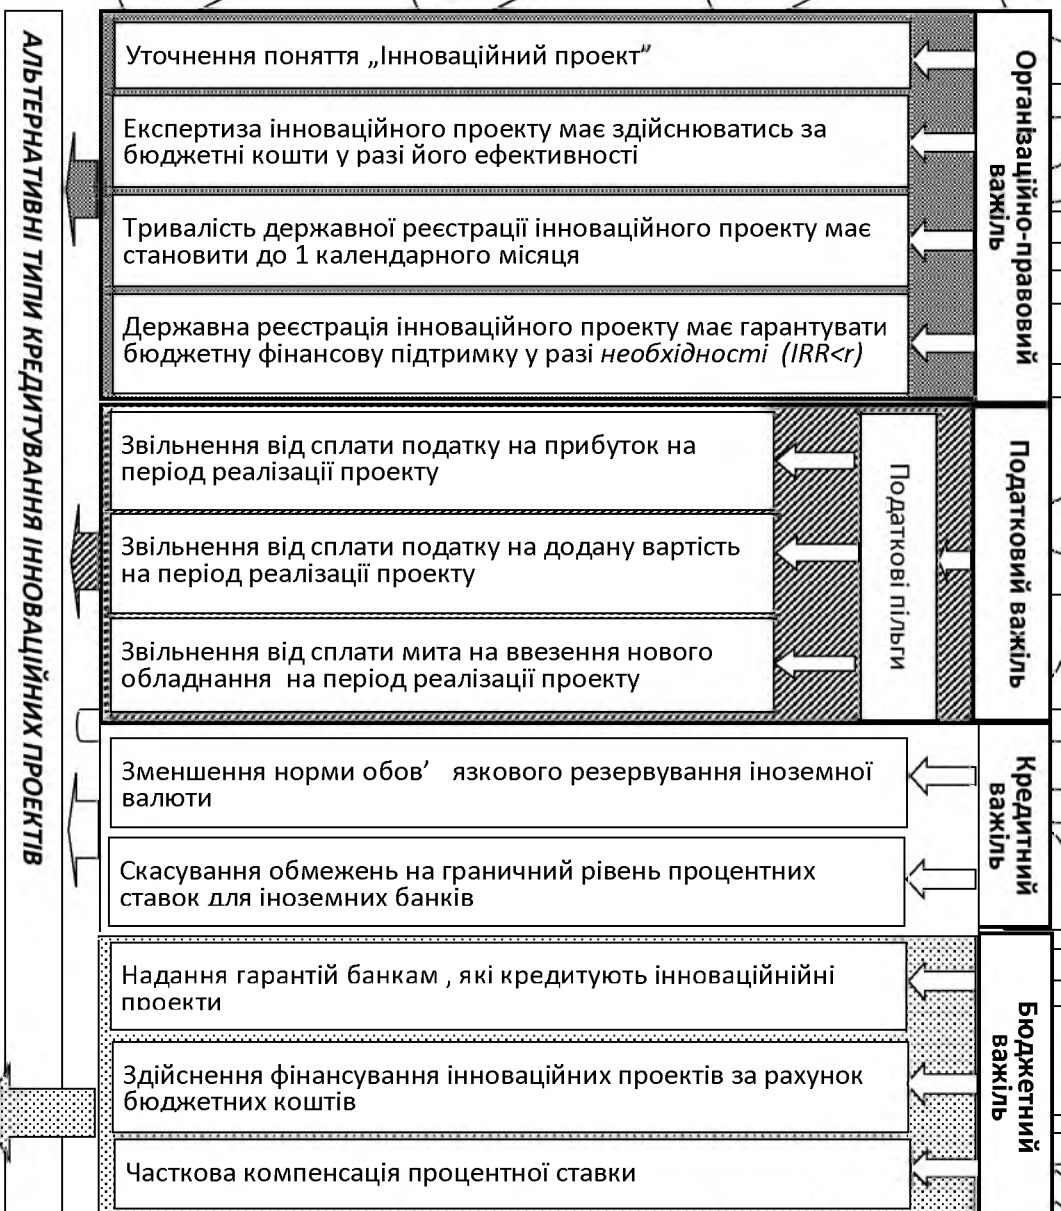 АЛЬТЕРНАТИВНІ ТИПИ КРЕДИТУВАННЯ ІННОВАЦІЙНИХ ПРОЕКТІВ
Організаційно-правовий
важіль
Уточнення поняття „Інноваційний проект”
Експертиза інноваційного проекту має здійснюватись за
бюджетні кошти у разі його ефективності
Тривалість державної реєстрації інноваційного проекту має
становити до 1 календарного місяця
Державна реєстрація інноваційного проекту має гарантувати
бюджетну фінансову підтримку у разі необхідності (IRR<r)
Податковий важіль
Податкові пільги
Звільнення від сплати податку на прибуток на
період реалізації проекту
Звільнення від сплати податку на додану вартість
на період реалізації проекту
Звільнення від сплати мита на ввезення нового
обладнання на період реалізації проекту
Кредитний
важіль
Зменшення норми обов’ язкового резервування іноземної
валюти
Скасування обмежень на граничний рівень процентних
ставок для іноземних банків
Бюджетний
важіль
Надання гарантій банкам , які кредитують інноваційнійні
проекти
Здійснення фінансування інноваційних проектів за рахунок
бюджетних коштів
Часткова компенсація процентної ставки